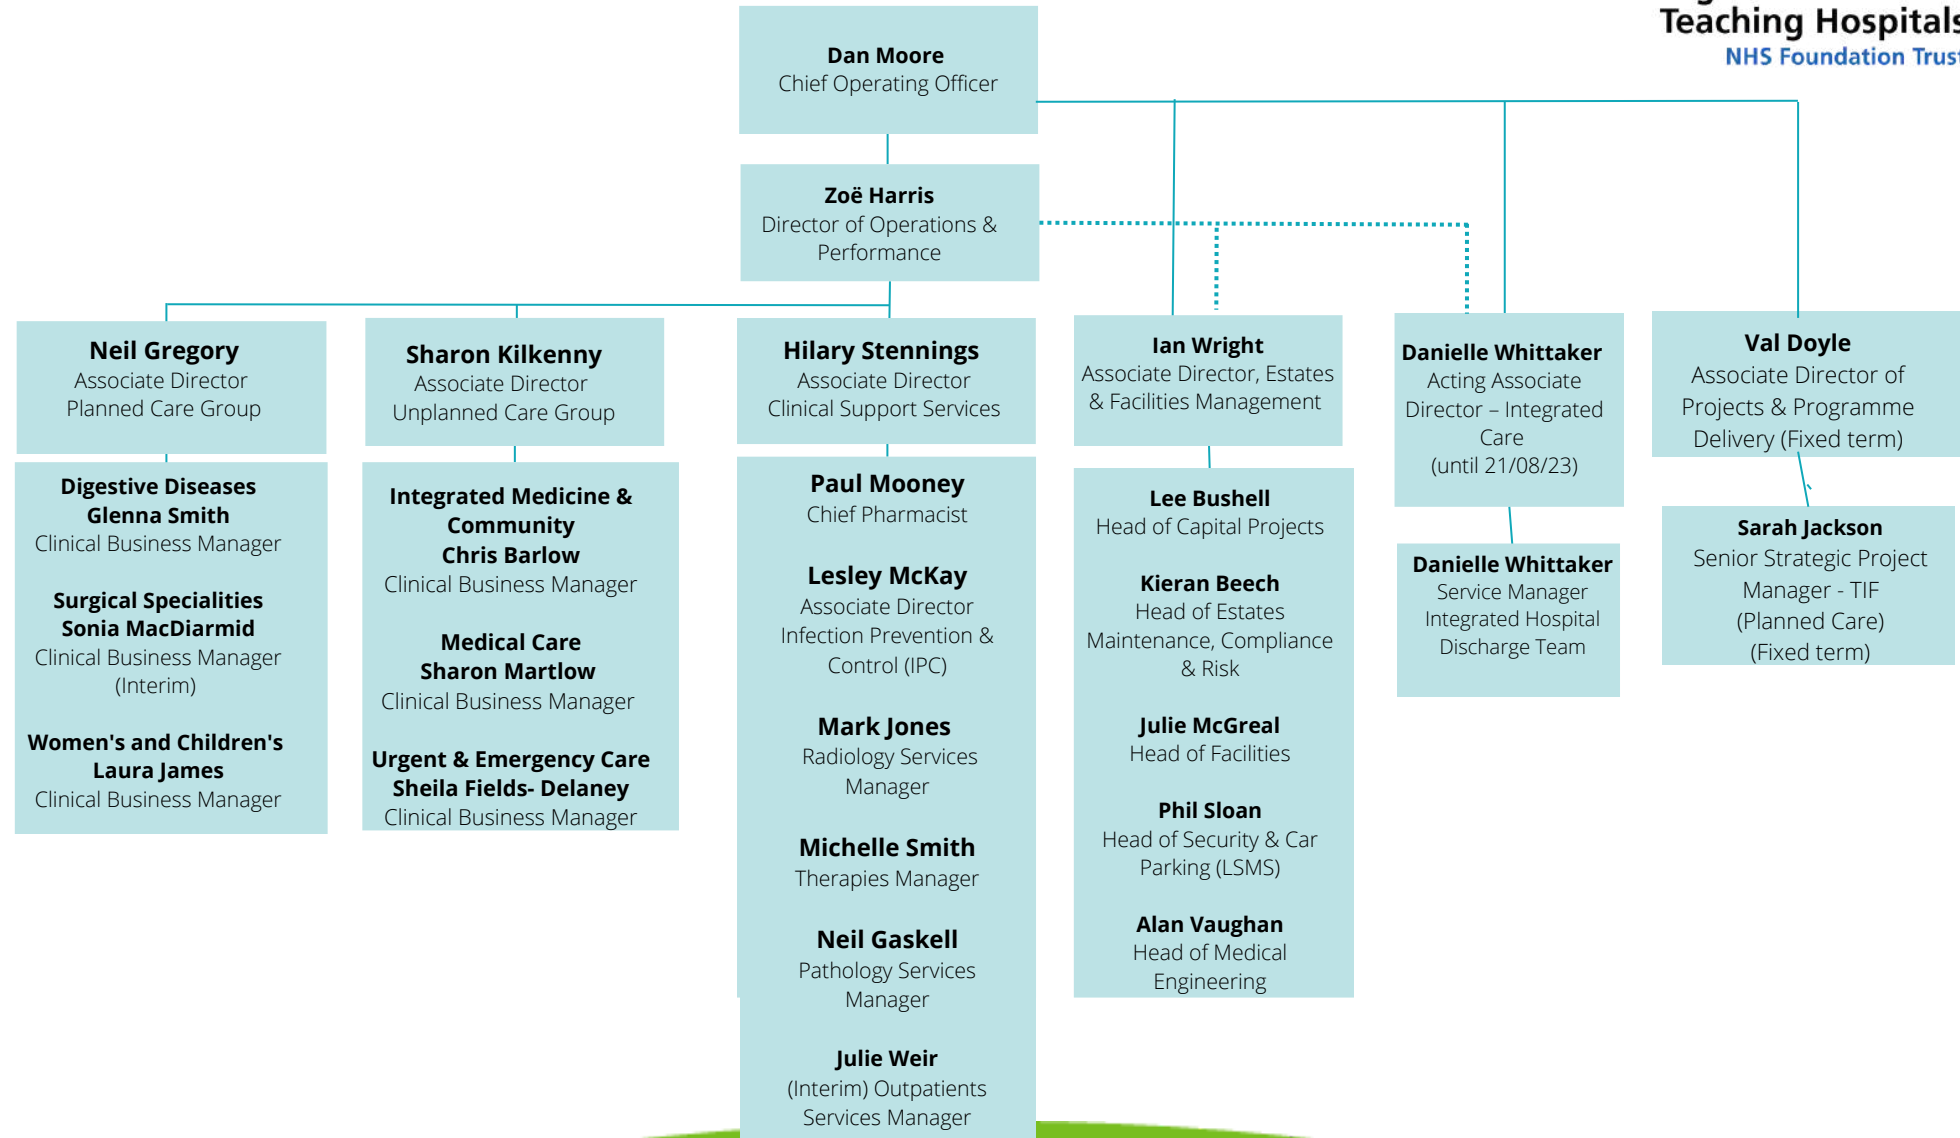 Teaching Hospitals
NHS Foundation Trust
Dan Moore
Chief Operating Officer
Zoë Harris
Director of Operations &
Performance
Neil Gregory
Associate Director
Planned Care Group
Digestive Diseases
Glenna Smith
Clinical Business Manager
Surgical Specialities
Sonia MacDiarmid
Clinical Business Manager
(Interim)
Women's and Children's
Laura James
Clinical Business Manager
Sharon Kilkenny
Associate Director
Unplanned Care Group
Integrated Medicine &
Community
Chris Barlow
Clinical Business Manager
Medical Care
Sharon Martlow
Clinical Business Manager
Urgent & Emergency Care
Sheila Fields- Delaney
Clinical Business Manager
Hilary Stennings
Associate Director
Clinical Support Services
Paul Mooney
Chief Pharmacist
Lesley McKay
Associate Director
Infection Prevention &
Control (IPC)
Mark Jones
Radiology Services
Manager
Michelle Smith
Therapies Manager
Neil Gaskell
Pathology Services
Manager
Julie Weir
(Interim) Outpatients
Services Manager
Ian Wright
Associate Director, Estates
& Facilities Management
Lee Bushell
Head of Capital Projects
Kieran Beech
Head of Estates
Maintenance, Compliance
& Risk
Julie McGreal
Head of Facilities
Phil Sloan
Head of Security & Car
Parking (LSMS)
Alan Vaughan
Head of Medical
Engineering
Danielle Whittaker
Acting Associate
Director – Integrated
Care
(until 21/08/23)
Danielle Whittaker
Service Manager
Integrated Hospital
Discharge Team
Val Doyle
Associate Director of
Projects & Programme
Delivery (Fixed term)
Sarah Jackson
Senior Strategic Project
Manager - TIF
(Planned Care)
(Fixed term)